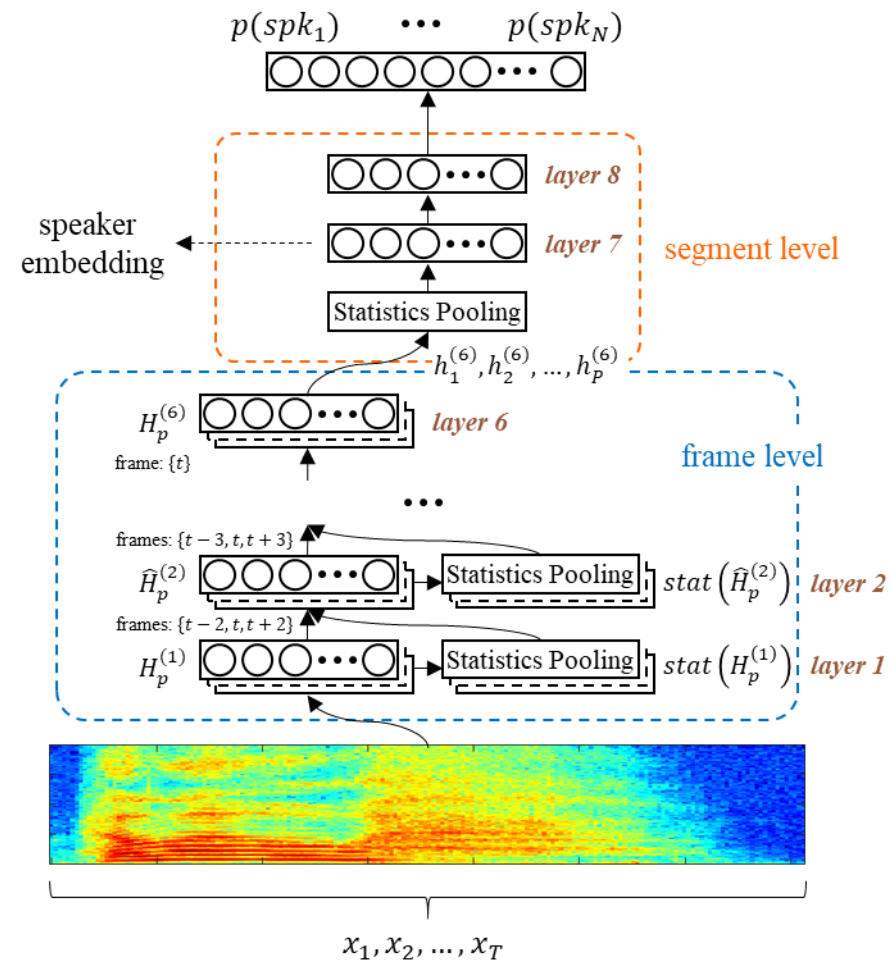 p(spk₁) ••• p(spk_N)
•••
•••
layer 8
speaker embedding
•••
layer 7
segment level
Statistics Pooling
h₁⁽⁶⁾, h₂⁽⁶⁾, …, h_P⁽⁶⁾
H_p⁽⁶⁾
•••
layer 6
frame: {t}
frame level
•••
frames: {t − 3, t, t + 3}
Ĥ_p⁽²⁾
•••
Statistics Pooling
stat(Ĥ_p⁽²⁾)
layer 2
frames: {t − 2, t, t + 2}
H_p⁽¹⁾
•••
Statistics Pooling
stat(H_p⁽¹⁾)
layer 1
x₁, x₂, …, x_T